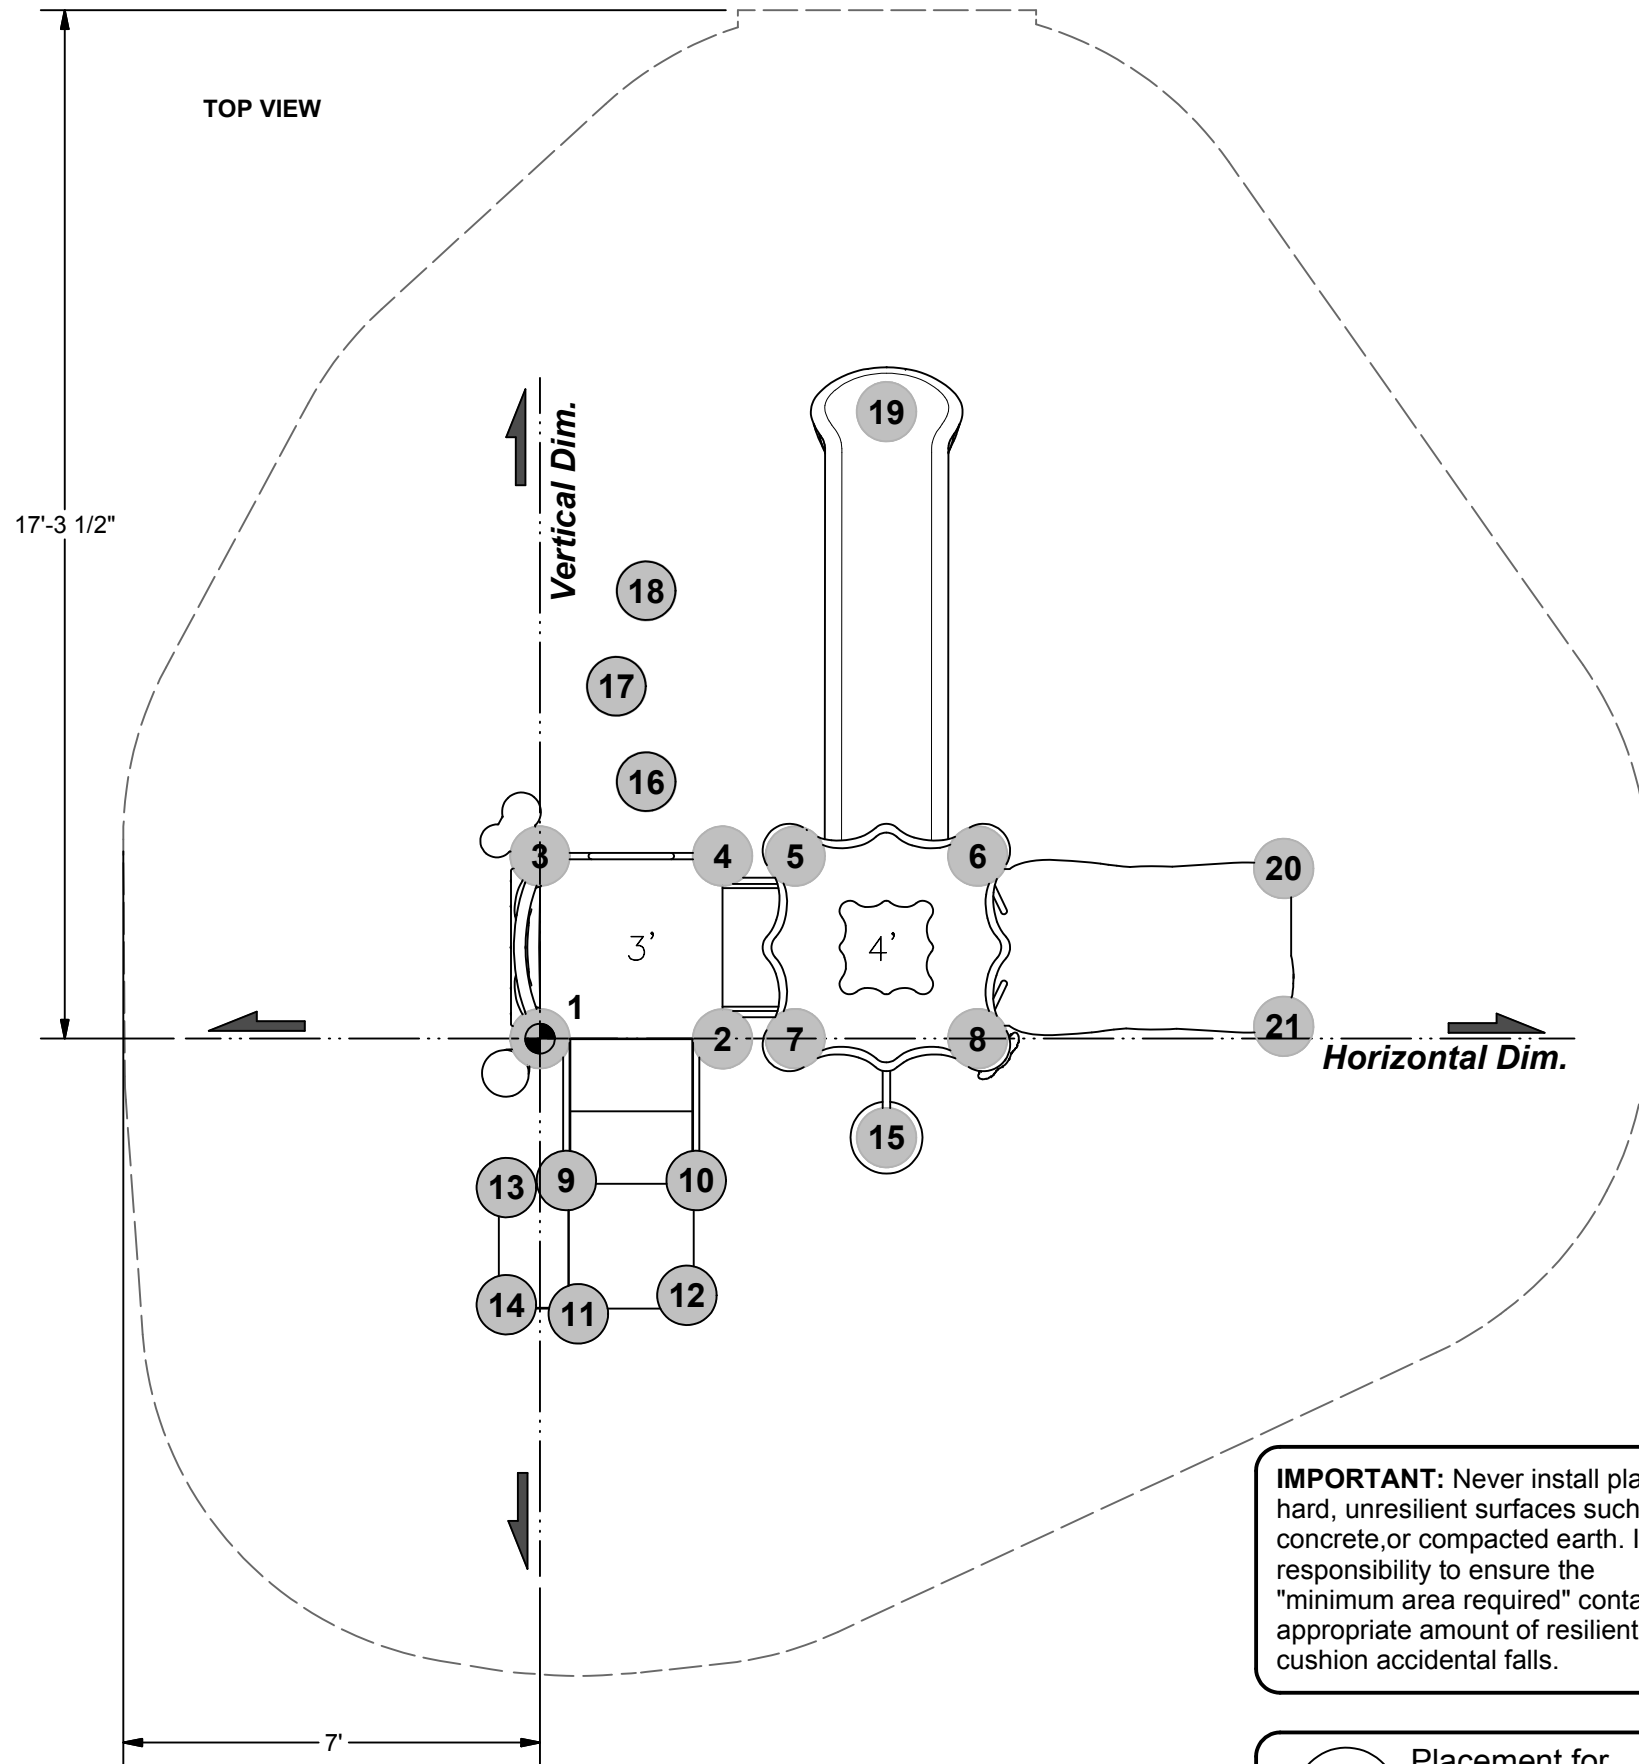 TOP VIEW
17'-3 1/2"
Vertical Dim.
19
18
17
16
3
4
5
6
20
3’
4’
1
2
7
8
21
Horizontal Dim.
15
13
9
10
14
11
12
7'
IMPORTANT: Never install pla
hard, unresilient surfaces such
concrete,or compacted earth. I
responsibility to ensure the
"minimum area required" conta
appropriate amount of resilient
cushion accidental falls.
Placement for